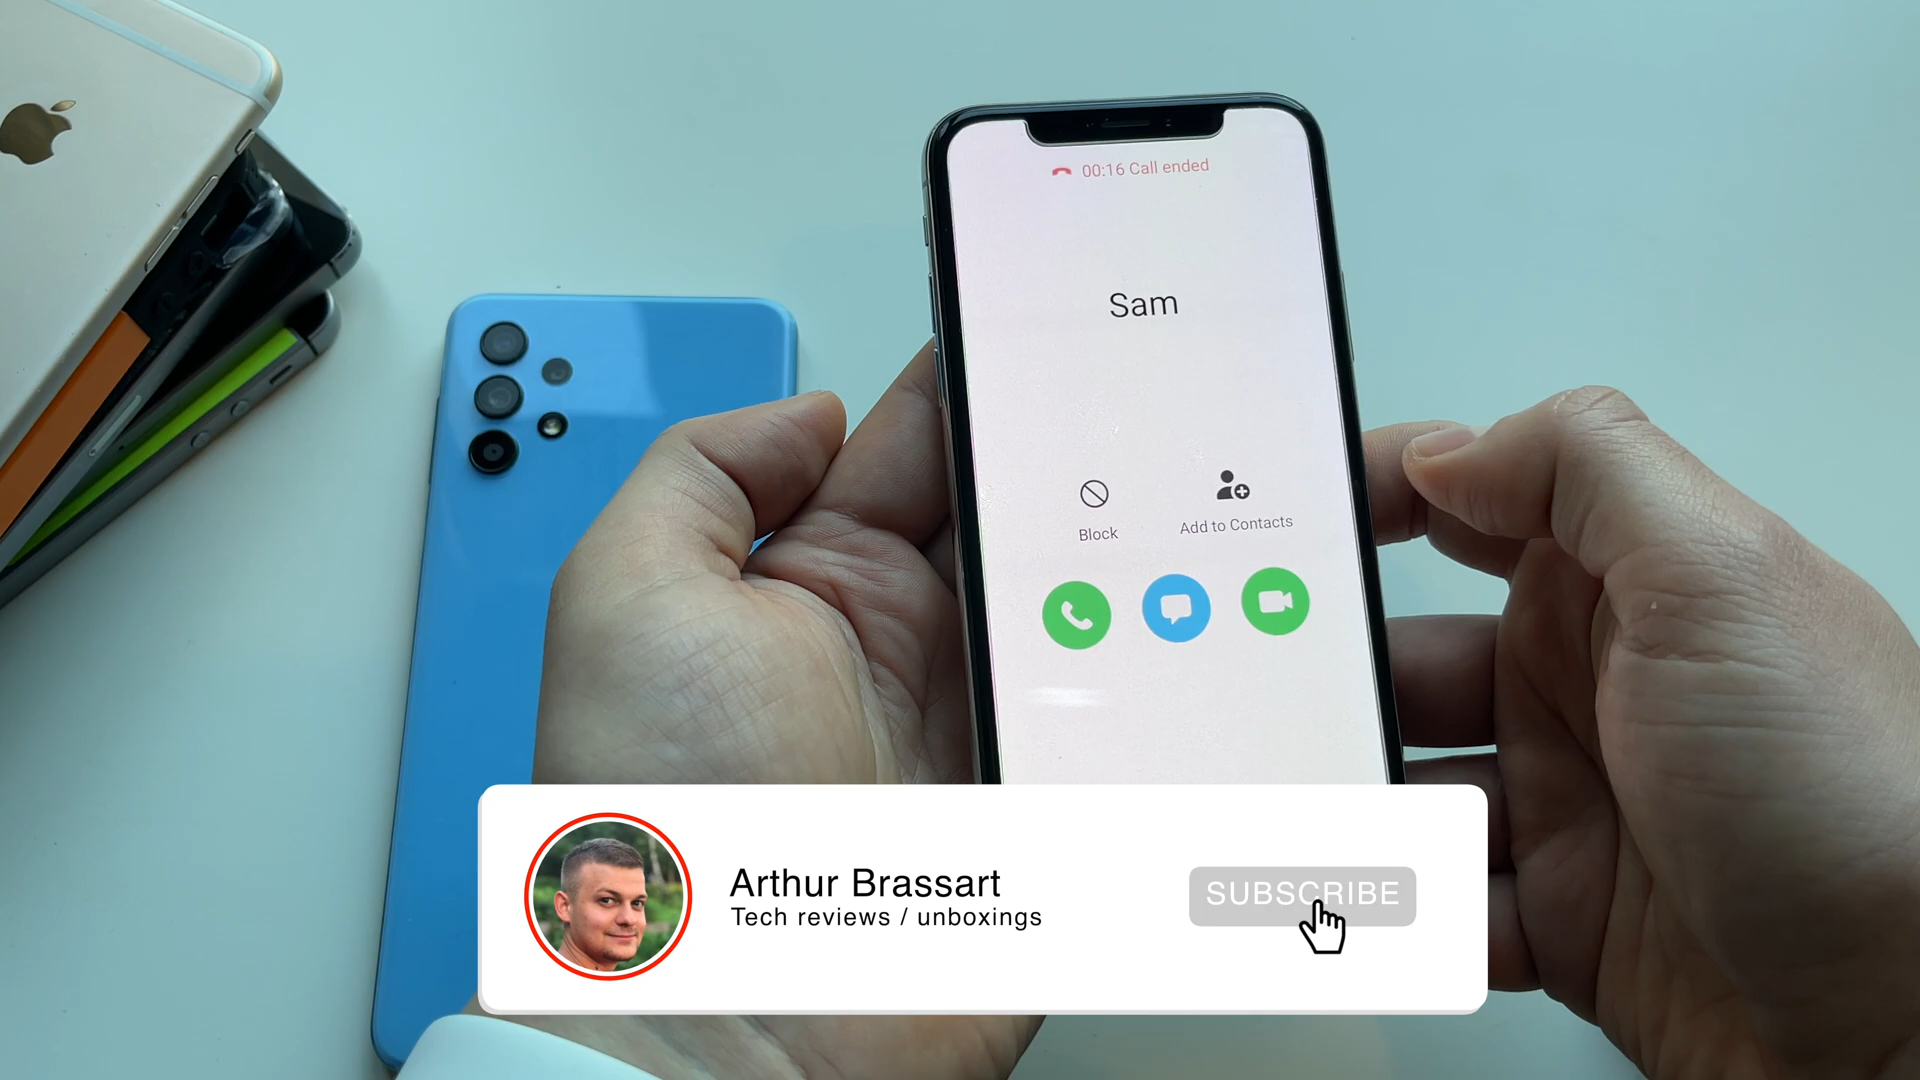 00:16 Call ended
Sam
Block
Add to Contacts
Arthur Brassart
Tech reviews / unboxings
SUBSCRIBE